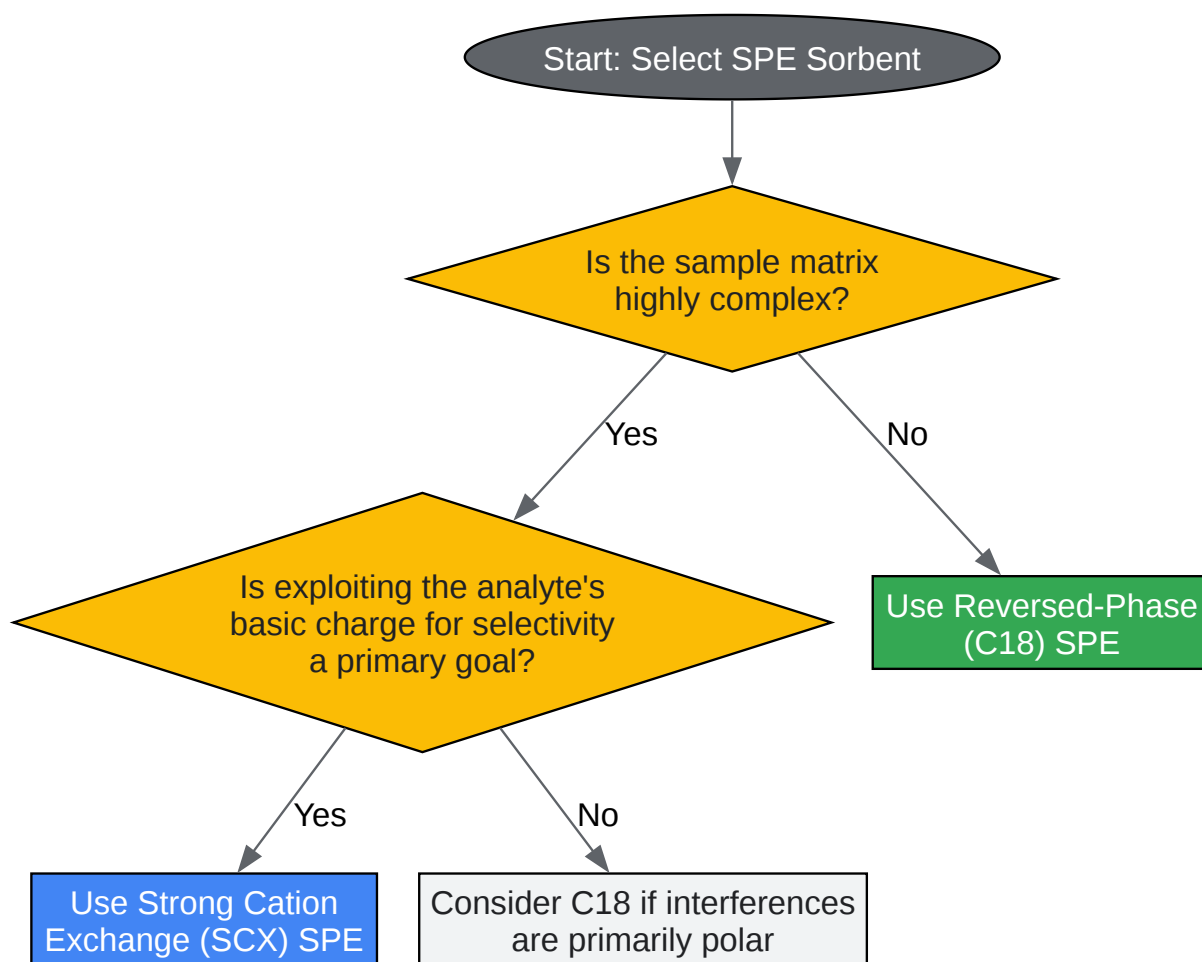 Start: Select SPE Sorbent
Is the sample matrix
highly complex?
Yes
No
Is exploiting the analyte's
basic charge for selectivity
a primary goal?
Use Reversed-Phase
(C18) SPE
Yes
No
Use Strong Cation
Exchange (SCX) SPE
Consider C18 if interferences
are primarily polar